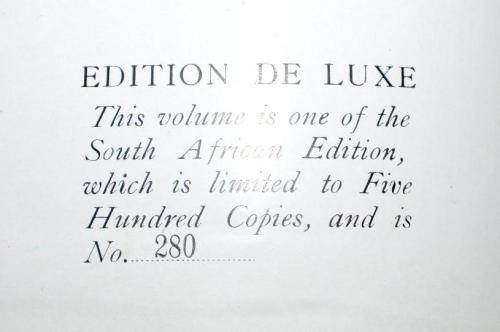 EDITION DE LUXE
This volume is one of the
South African Edition,
which is limited to Five
Hundred Copies, and is
No. 280